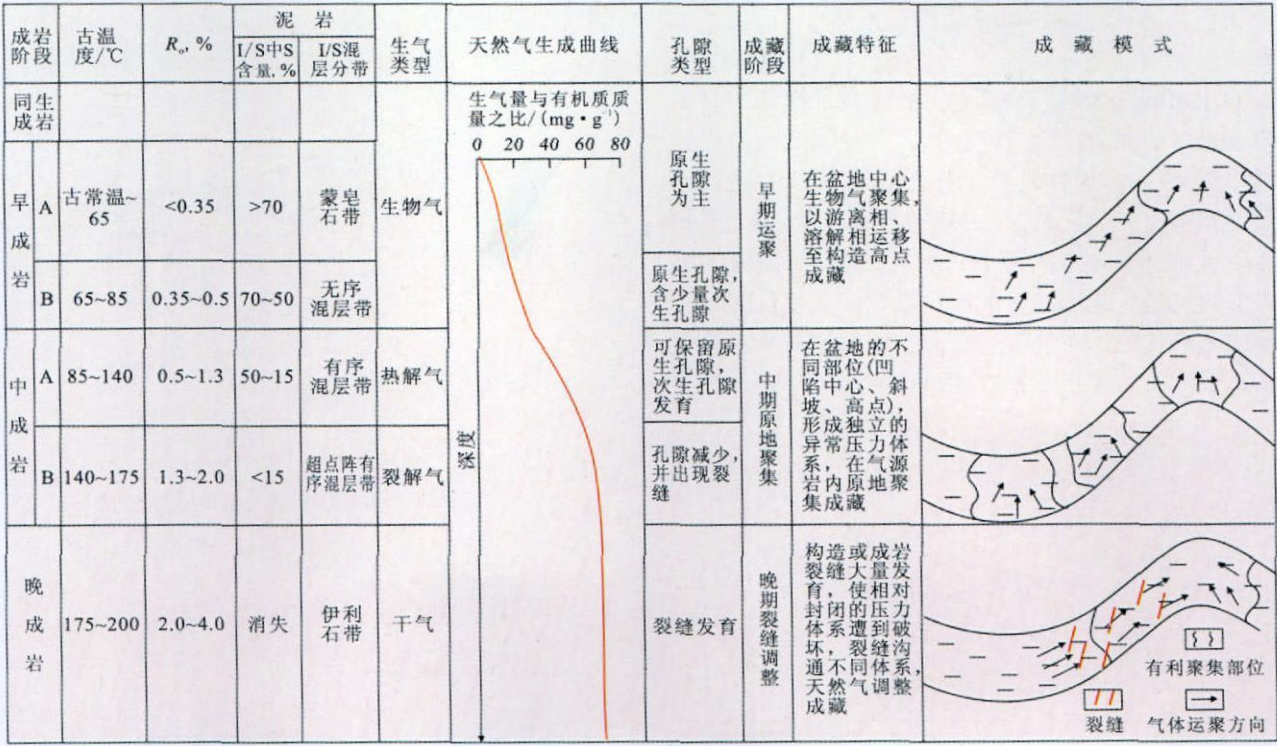 成岩阶段
古温度/℃
Ro, %
泥 岩
I/S中S含量, %
I/S混层分带
生气类型
天然气生成曲线
孔隙类型
成藏阶段
成藏特征
成 藏 模 式
同生成岩
生气量与有机质质
量之比/(mg·g⁻¹)
0 20 40 60 80
深度
早成岩
A
古常温~
65
<0.35
>70
蒙皂
石带
生物气
原生
孔隙
为主
早期运聚
在盆地中心
生物气聚集,
以游离相、
溶解相运移
至构造高点
成藏
B
65~85
0.35~0.5
70~50
无序
混层带
原生孔隙,
含少量次
生孔隙
中成岩
A
85~140
0.5~1.3
50~15
有序
混层带
热解气
可保留原
生孔隙,
次生孔隙
发育
中期原地聚集
在盆地的不
同部位(凹
陷中心、斜
坡、高点),
形成独立的
异常压力体
系, 在气源
岩内原地聚
集成藏
B
140~175
1.3~2.0
<15
超点阵有
序混层带
裂解气
孔隙减少,
并出现裂
缝
晚成岩
175~200
2.0~4.0
消失
伊利
石带
干气
裂缝发育
晚期裂缝调整
构造或成岩
裂缝大量发
育, 使相对
封闭的压力
体系遭到破
坏, 裂缝沟
通不同体系,
天然气调整
成藏
有利聚集部位
裂缝
气体运聚方向